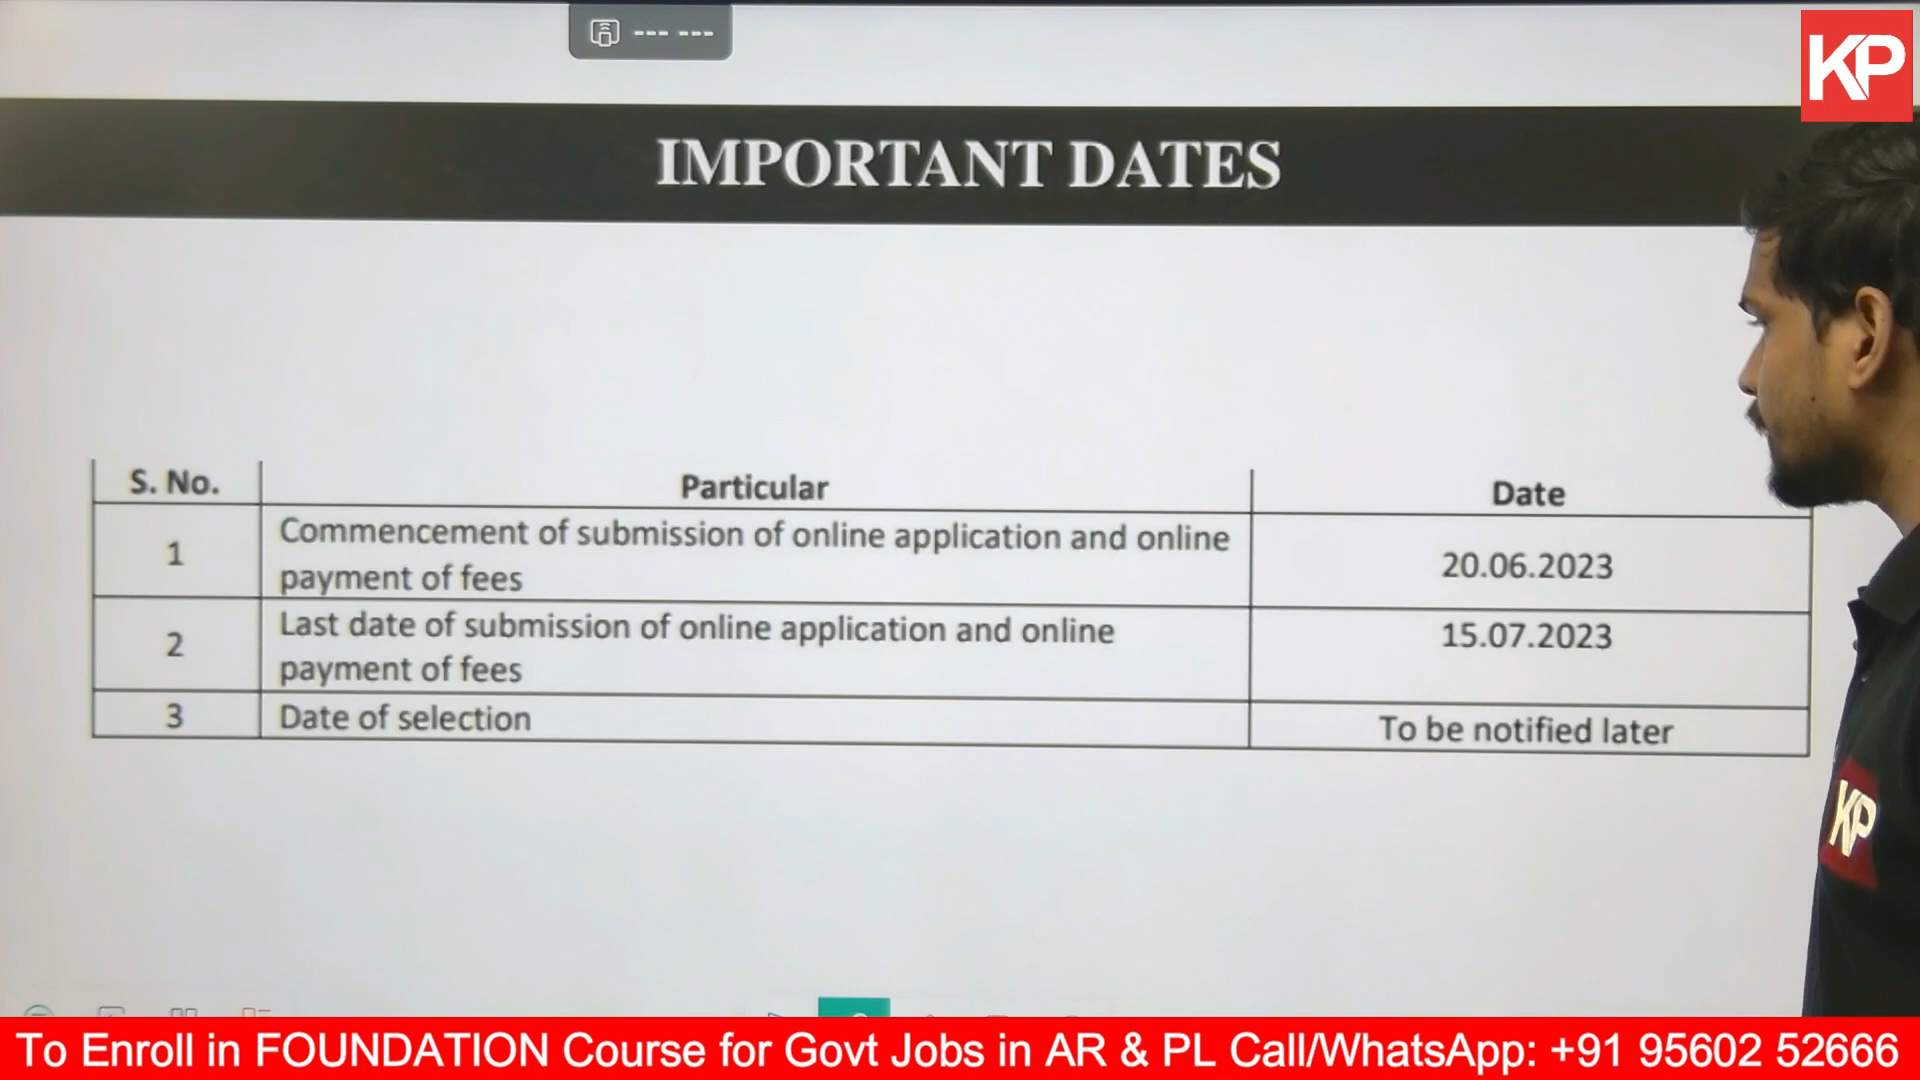 KP
IMPORTANT DATES
S. No. Particular Date
1 Commencement of submission of online application and online
payment of fees 20.06.2023
2 Last date of submission of online application and online
payment of fees 15.07.2023
3 Date of selection To be notified later
KP
To Enroll in FOUNDATION Course for Govt Jobs in AR & PL Call/WhatsApp: +91 95602 52666